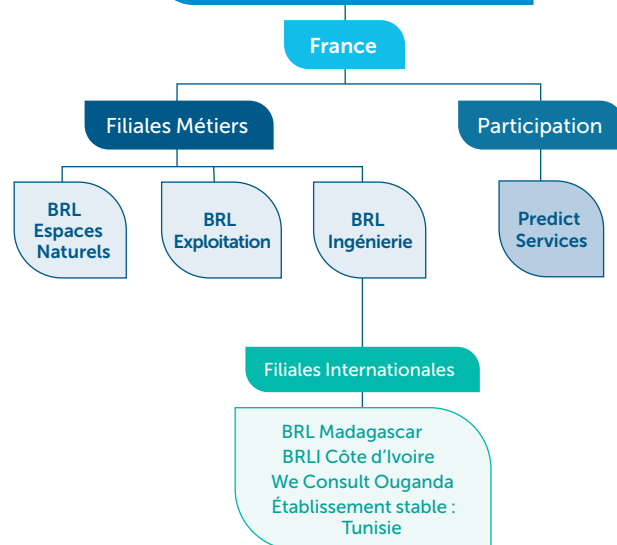 France
Filiales Métiers
Participation
BRL
Espaces
Naturels
BRL
Exploitation
BRL
Ingénierie
Predict
Services
Filiales Internationales
BRL Madagascar
BRLI Côte d’Ivoire
We Consult Ouganda
Établissement stable :
Tunisie